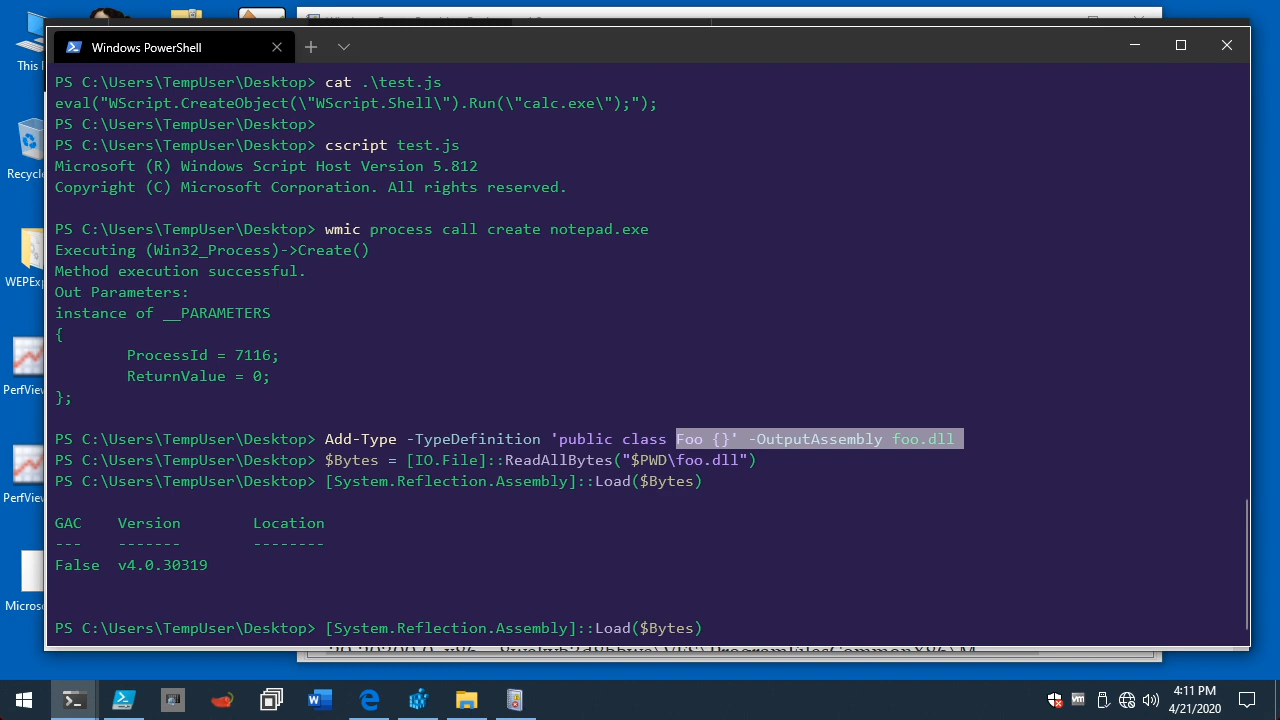 Windows PowerShell
PS C:\Users\TempUser\Desktop> cat .\test.js
eval("WScript.CreateObject(\"WScript.Shell\").Run(\"calc.exe\");");
PS C:\Users\TempUser\Desktop>
PS C:\Users\TempUser\Desktop> cscript test.js
Microsoft (R) Windows Script Host Version 5.812
Copyright (C) Microsoft Corporation. All rights reserved.
PS C:\Users\TempUser\Desktop> wmic process call create notepad.exe
Executing (Win32_Process)->Create()
Method execution successful.
Out Parameters:
instance of __PARAMETERS
{
        ProcessId = 7116;
        ReturnValue = 0;
};
PS C:\Users\TempUser\Desktop> Add-Type -TypeDefinition 'public class Foo {}' -OutputAssembly foo.dll
PS C:\Users\TempUser\Desktop> $Bytes = [IO.File]::ReadAllBytes("$PWD\foo.dll")
PS C:\Users\TempUser\Desktop> [System.Reflection.Assembly]::Load($Bytes)
GAC    Version        Location
---    -------        --------
False  v4.0.30319
PS C:\Users\TempUser\Desktop> [System.Reflection.Assembly]::Load($Bytes)
This
Recycle
WEPExp
PerfView
PerfView
Micros
4:11 PM
4/21/2020